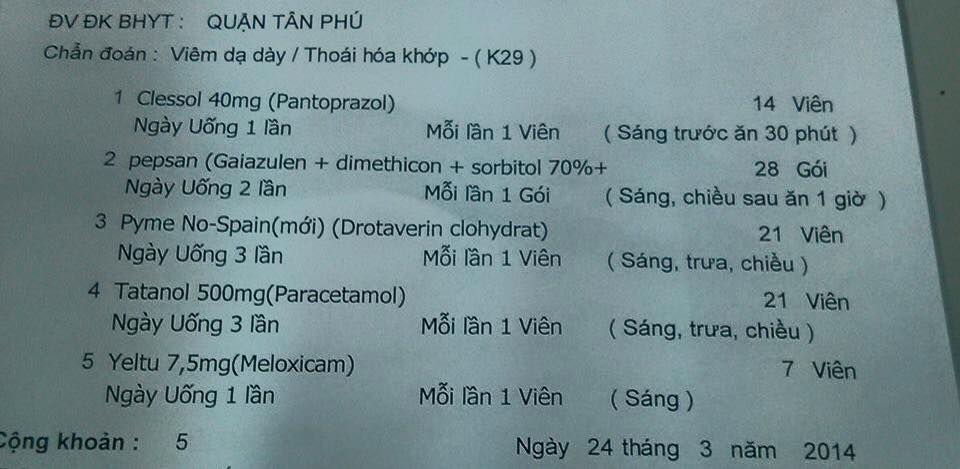 ĐV ĐK BHYT : QUẬN TÂN PHÚ
Chẩn đoán : Viêm dạ dày / Thoái hóa khớp - ( K29 )
1 Clessol 40mg (Pantoprazol) 14 Viên
Ngày Uống 1 lần Mỗi lần 1 Viên ( Sáng trước ăn 30 phút )
2 pepsan (Gaiazulen + dimethicon + sorbitol 70%+ 28 Gói
Ngày Uống 2 lần Mỗi lần 1 Gói ( Sáng, chiều sau ăn 1 giờ )
3 Pyme No-Spain(mới) (Drotaverin clohydrat) 21 Viên
Ngày Uống 3 lần Mỗi lần 1 Viên ( Sáng, trưa, chiều )
4 Tatanol 500mg(Paracetamol) 21 Viên
Ngày Uống 3 lần Mỗi lần 1 Viên ( Sáng, trưa, chiều )
5 Yeltu 7,5mg(Meloxicam) 7 Viên
Ngày Uống 1 lần Mỗi lần 1 Viên ( Sáng )
Cộng khoản : 5 Ngày 24 tháng 3 năm 2014